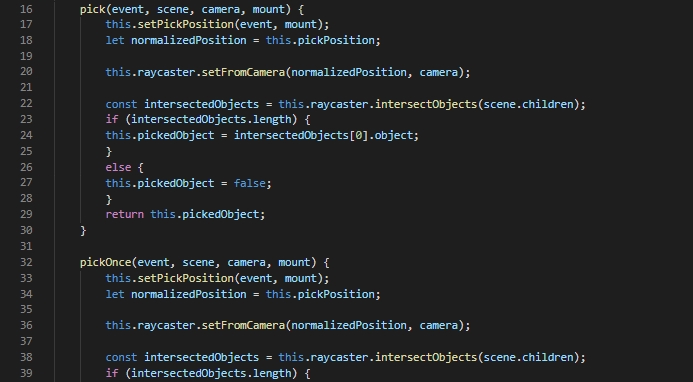 16 pick(event, scene, camera, mount) {
17 this.setPickPosition(event, mount);
18 let normalizedPosition = this.pickPosition;
19
20 this.raycaster.setFromCamera(normalizedPosition, camera);
21
22 const intersectedObjects = this.raycaster.intersectObjects(scene.children);
23 if (intersectedObjects.length) {
24 this.pickedObject = intersectedObjects[0].object;
25 }
26 else {
27 this.pickedObject = false;
28 }
29 return this.pickedObject;
30 }
31
32 pickOnce(event, scene, camera, mount) {
33 this.setPickPosition(event, mount);
34 let normalizedPosition = this.pickPosition;
35
36 this.raycaster.setFromCamera(normalizedPosition, camera);
37
38 const intersectedObjects = this.raycaster.intersectObjects(scene.children);
39 if (intersectedObjects.length) {